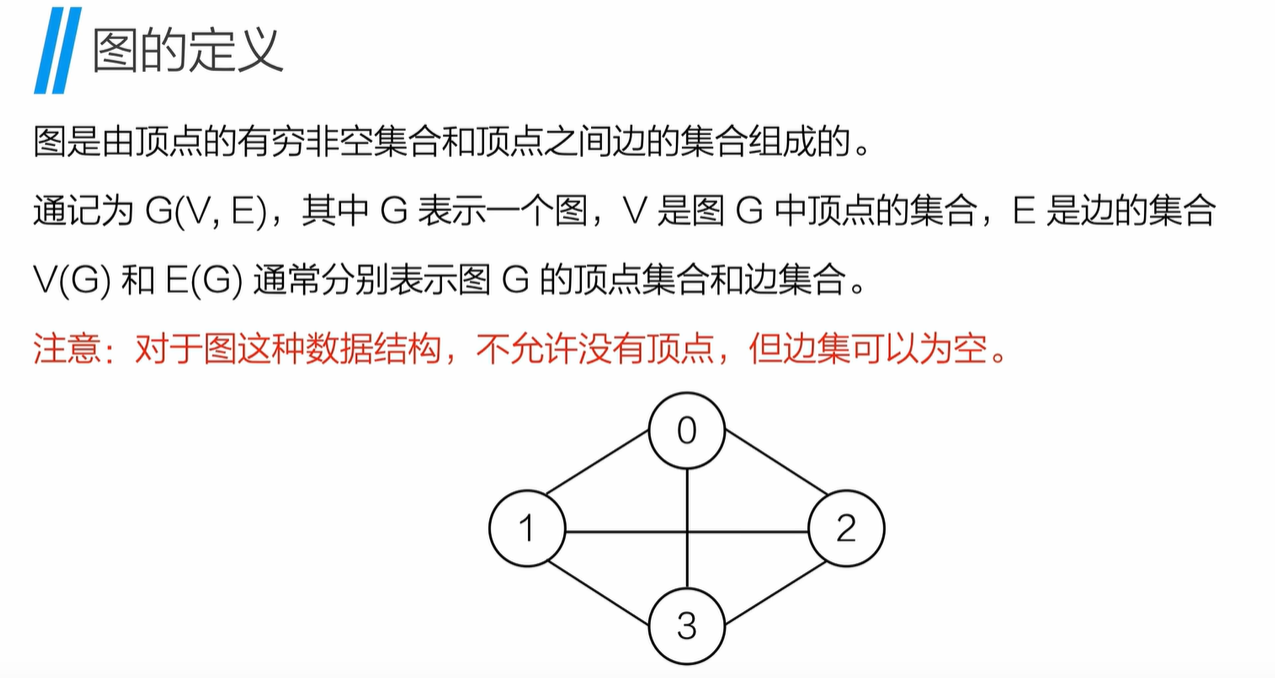 图的定义
图是由顶点的有穷非空集合和顶点之间边的集合组成的。
通记为 G(V, E)，其中 G 表示一个图，V 是图 G 中顶点的集合，E 是边的集合
V(G) 和 E(G) 通常分别表示图 G 的顶点集合和边集合。
注意：对于图这种数据结构，不允许没有顶点，但边集可以为空。
0
1
2
3